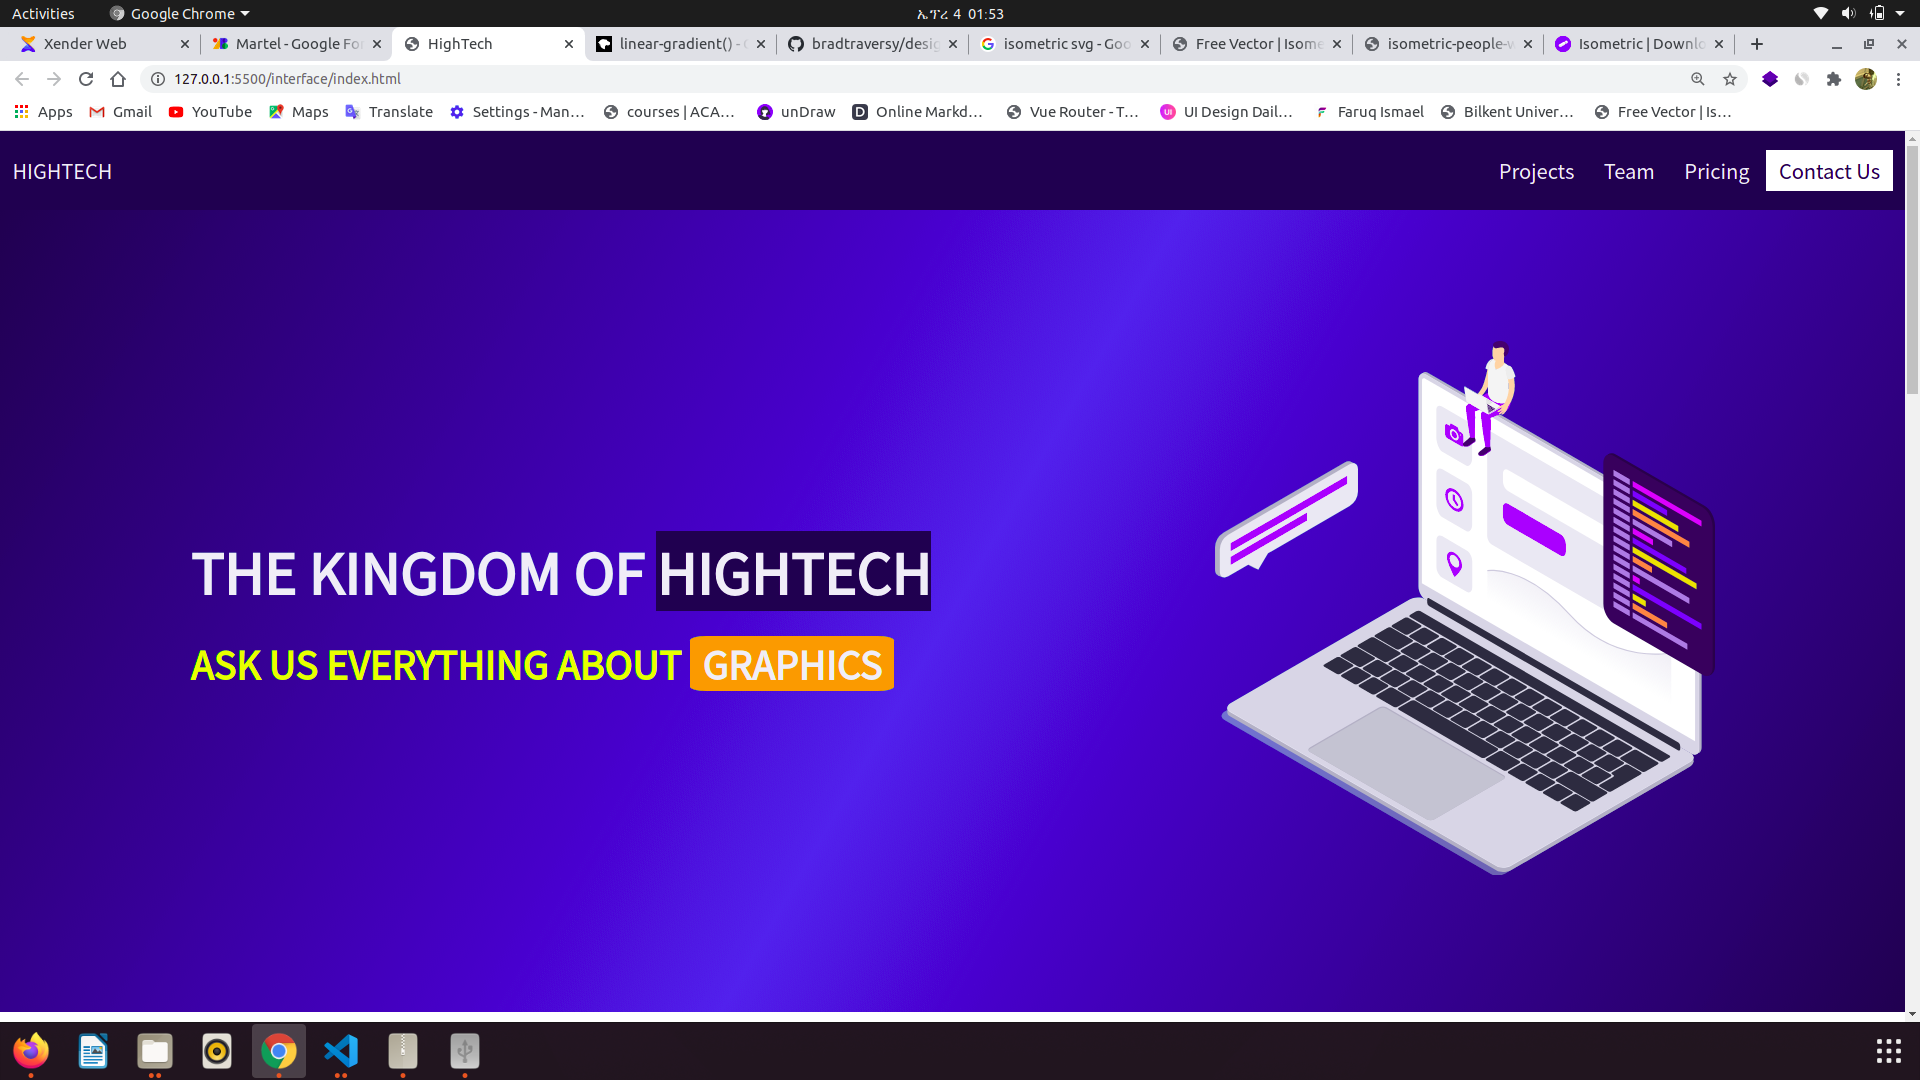 Activities
Google Chrome
ኤፕረ 4 01:53
Xender Web
Martel - Google Fo
HighTech
linear-gradient() -
bradtraversy/desig
isometric svg - Goo
Free Vector | Isome
isometric-people-w
Isometric | Downlo
127.0.0.1:5500/interface/index.html
Apps
Gmail
YouTube
Maps
Translate
Settings - Man...
courses | ACA...
unDraw
Online Markd...
Vue Router - T...
UI Design Dail...
Faruq Ismael
Bilkent Univer...
Free Vector | Is...
HIGHTECH
Projects
Team
Pricing
Contact Us
THE KINGDOM OF HIGHTECH
ASK US EVERYTHING ABOUT GRAPHICS